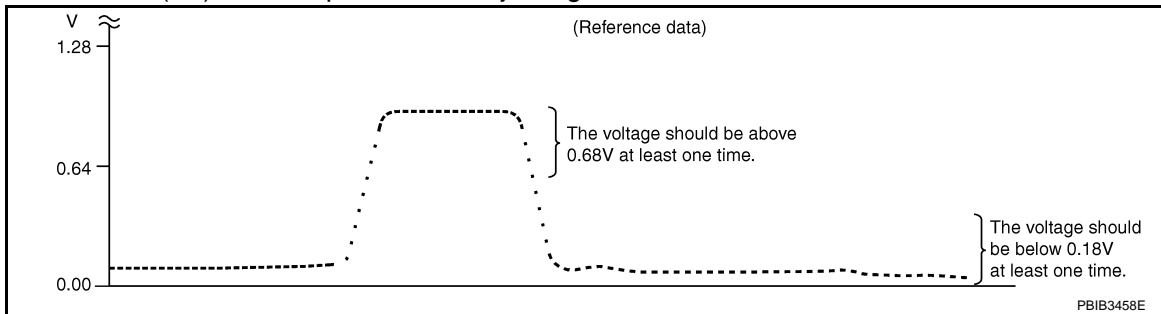 V
(Reference data)
1.28
The voltage should be above
0.68V at least one time.
0.64
The voltage should
be below 0.18V
at least one time.
0.00
PBIB3458E